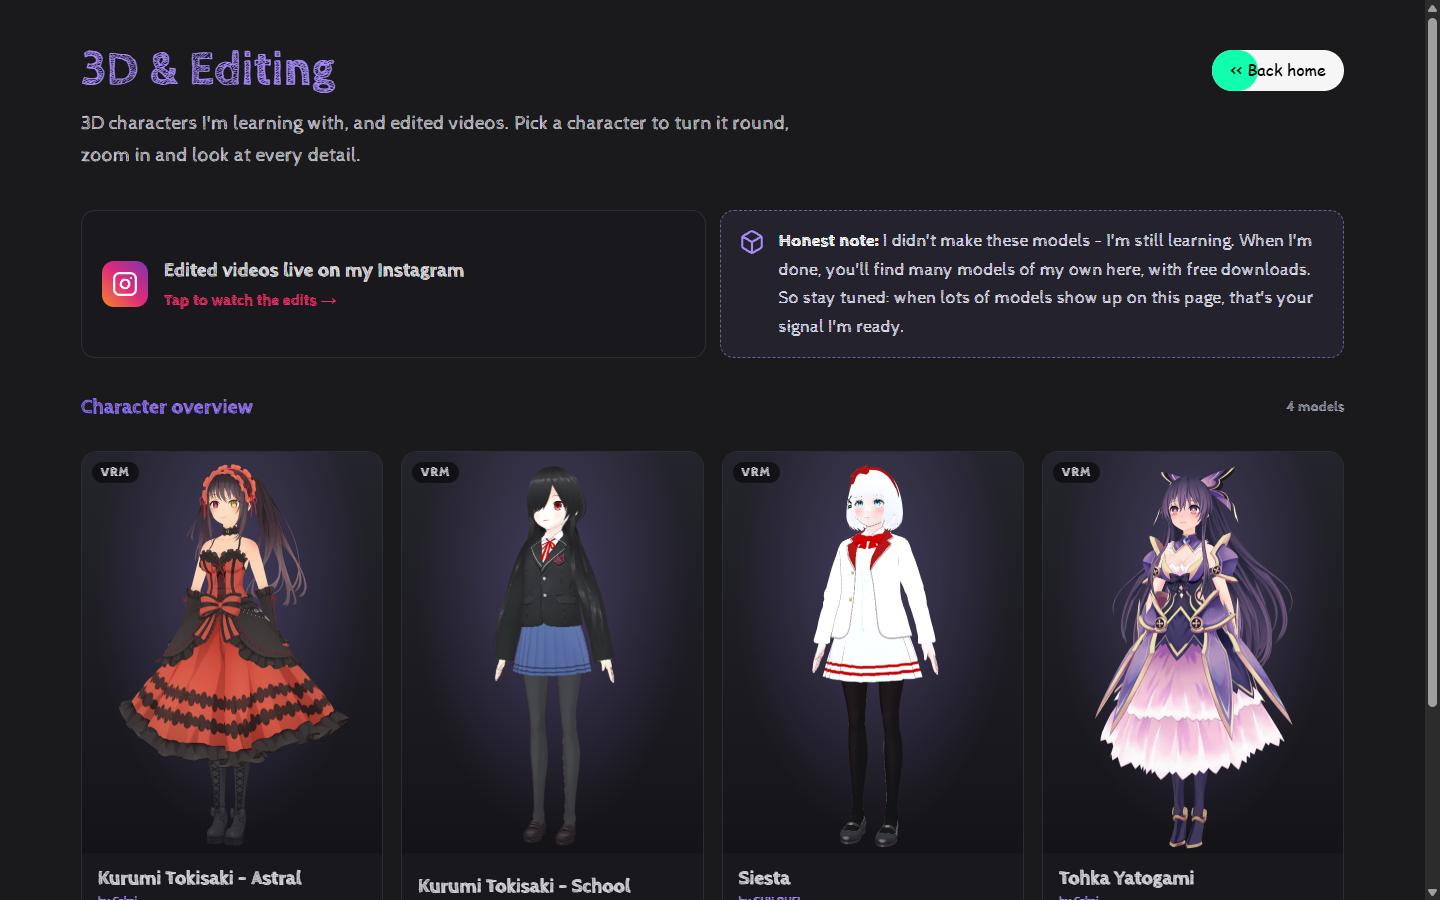 3D & Editing
<< Back home
3D characters I'm learning with, and edited videos. Pick a character to turn it round,
zoom in and look at every detail.
Edited videos live on my Instagram
Tap to watch the edits →
Honest note: I didn't make these models - I'm still learning. When I'm
done, you'll find many models of my own here, with free downloads.
So stay tuned: when lots of models show up on this page, that's your
signal I'm ready.
Character overview
4 models
VRM
VRM
VRM
VRM
Kurumi Tokisaki - Astral
Kurumi Tokisaki - School
Siesta
Tohka Yatogami